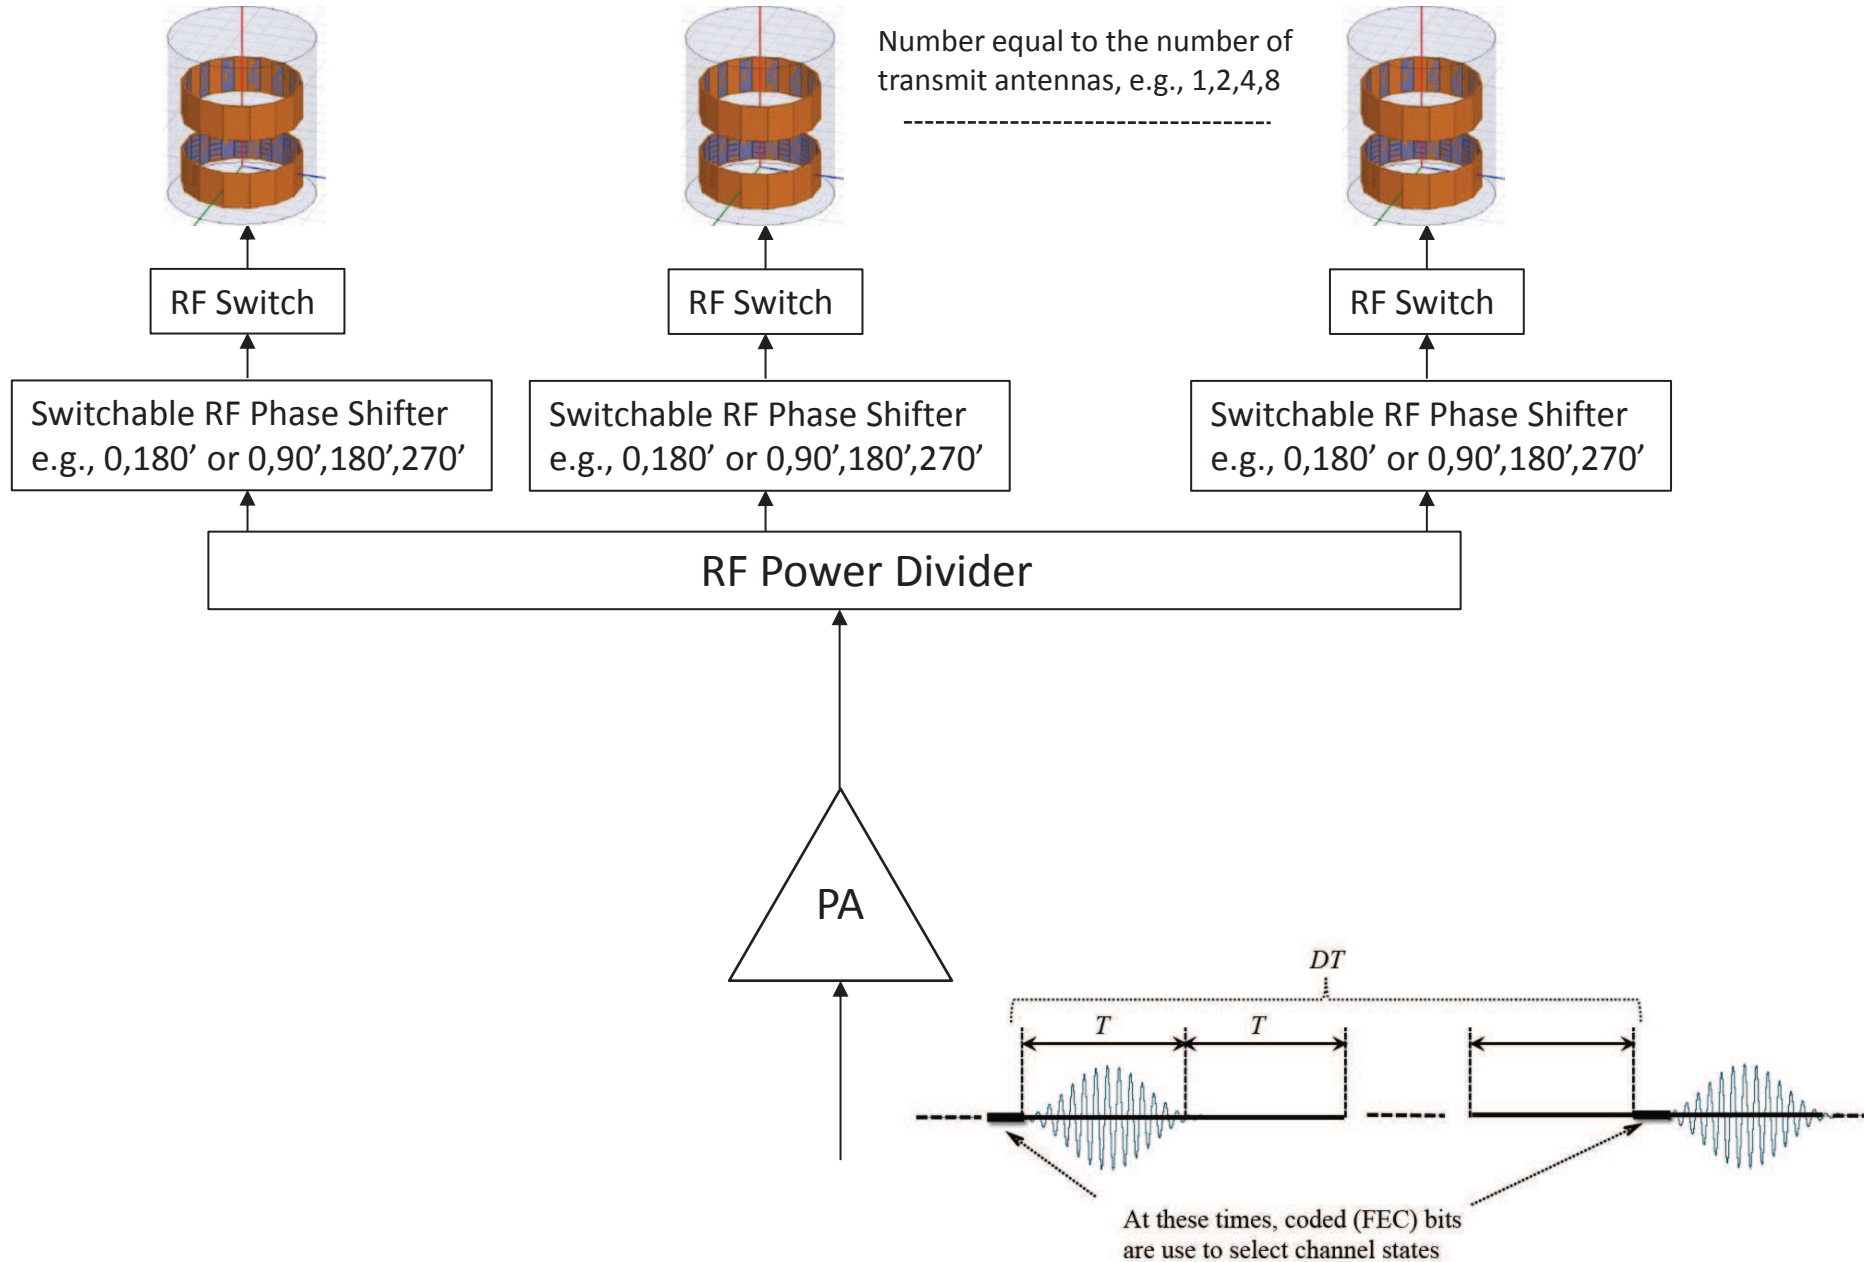 Number equal to the number of
transmit antennas, e.g., 1,2,4,8
RF Switch
RF Switch
RF Switch
Switchable RF Phase Shifter
e.g., 0,180’ or 0,90’,180’,270’
Switchable RF Phase Shifter
e.g., 0,180’ or 0,90’,180’,270’
Switchable RF Phase Shifter
e.g., 0,180’ or 0,90’,180’,270’
RF Power Divider
PA
DT
T
T
At these times, coded (FEC) bits
are use to select channel states